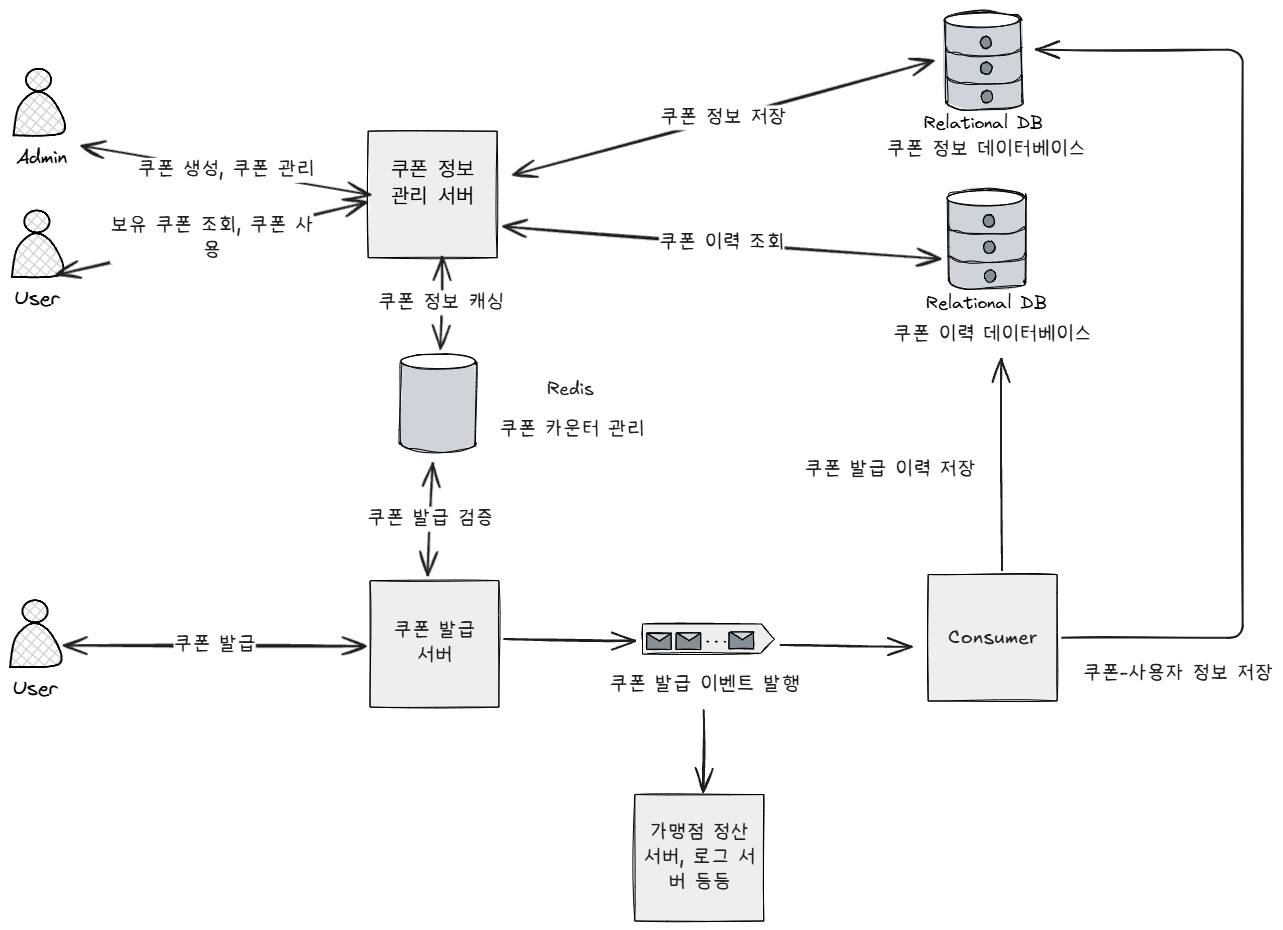 Admin
쿠폰 생성, 쿠폰 관리
보유 쿠폰 조회, 쿠폰 사
용
User
쿠폰 정보
관리 서버
쿠폰 정보 저장
Relational DB
쿠폰 정보 데이터베이스
쿠폰 이력 조회
Relational DB
쿠폰 이력 데이터베이스
쿠폰 정보 캐싱
Redis
쿠폰 카운터 관리
쿠폰 발급 검증
쿠폰 발급 이력 저장
User
쿠폰 발급
쿠폰 발급
서버
쿠폰 발급 이벤트 발행
Consumer
쿠폰-사용자 정보 저장
가맹점 정산
서버, 로그 서
버 등등